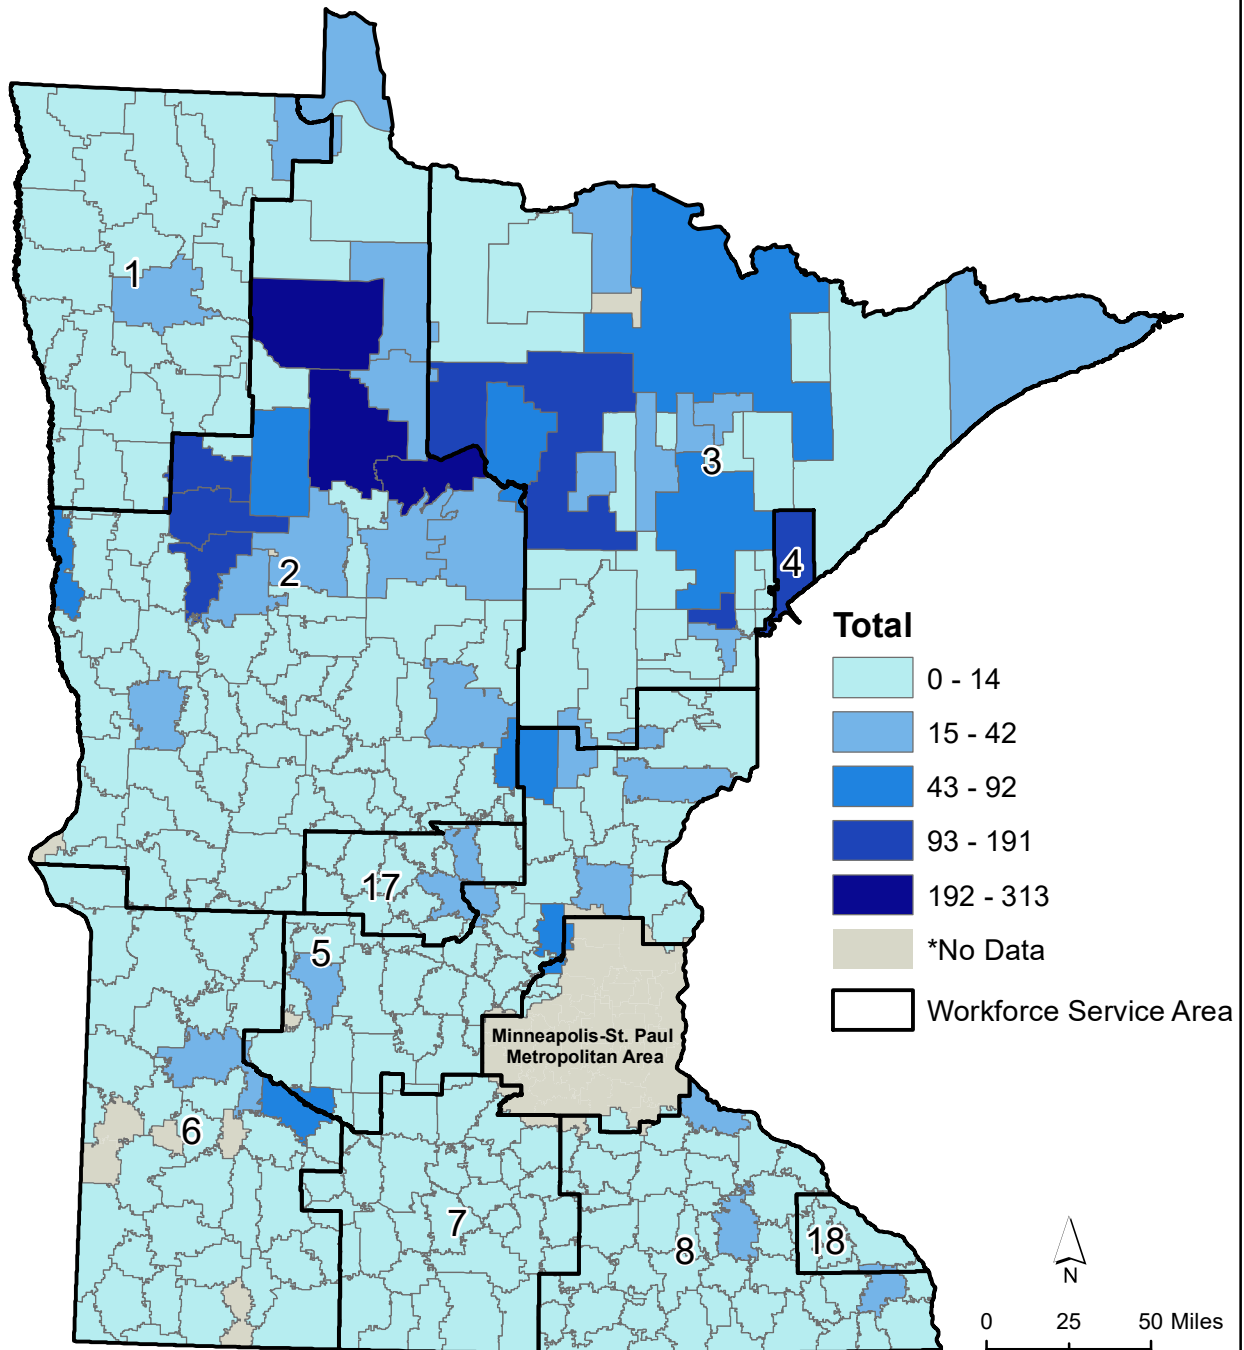 1
2
3
4
Total
0 - 14
15 - 42
43 - 92
93 - 191
192 - 313
*No Data
Workforce Service Area
17
5
Minneapolis-St. Paul
Metropolitan Area
6
7
8
18
N
0 25 50 Miles